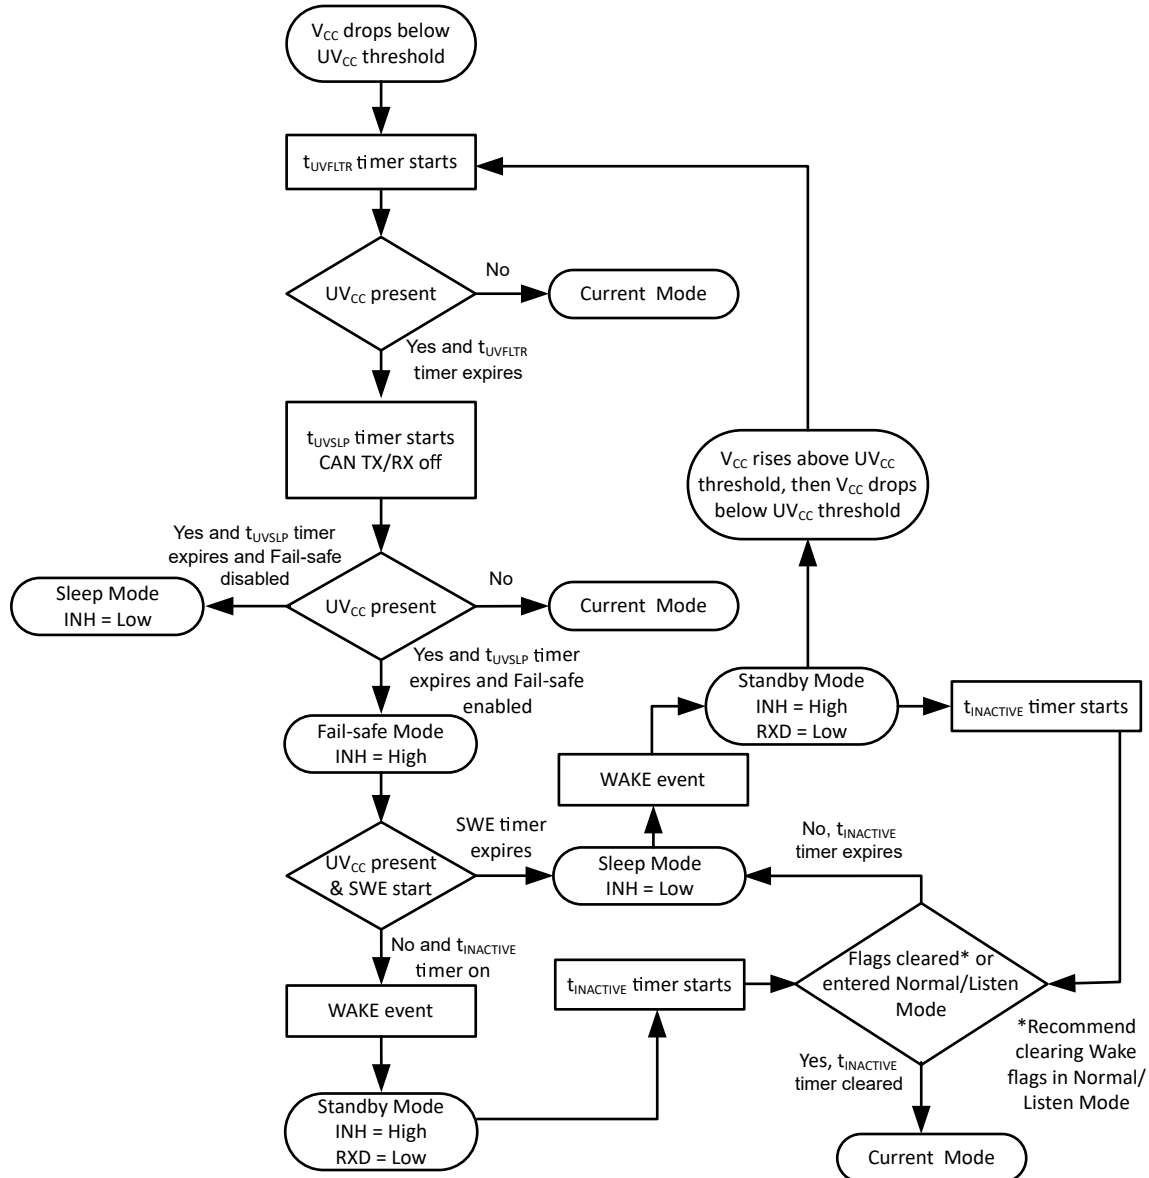 VCC drops below
UVCC threshold
tUVFLTR timer starts
UVCC present
No
Current Mode
Yes and tUVFLTR
timer expires
tUVSLP timer starts
CAN TX/RX off
VCC rises above UVCC
threshold, then VCC drops
below UVCC threshold
Yes and tUVSLP timer
expires and Fail-safe
disabled
Sleep Mode
INH = Low
UVCC present
No
Current Mode
Yes and tUVSLP timer
expires and Fail-safe
enabled
Standby Mode
INH = High
RXD = Low
tINACTIVE timer starts
Fail-safe Mode
INH = High
WAKE event
UVCC present
& SWE start
SWE timer
expires
Sleep Mode
INH = Low
No, tINACTIVE
timer expires
No and tINACTIVE
timer on
WAKE event
tINACTIVE timer starts
Flags cleared* or
entered Normal/Listen
Mode
*Recommend
clearing Wake
flags in Normal/
Listen Mode
Yes, tINACTIVE
timer cleared
Standby Mode
INH = High
RXD = Low
Current Mode